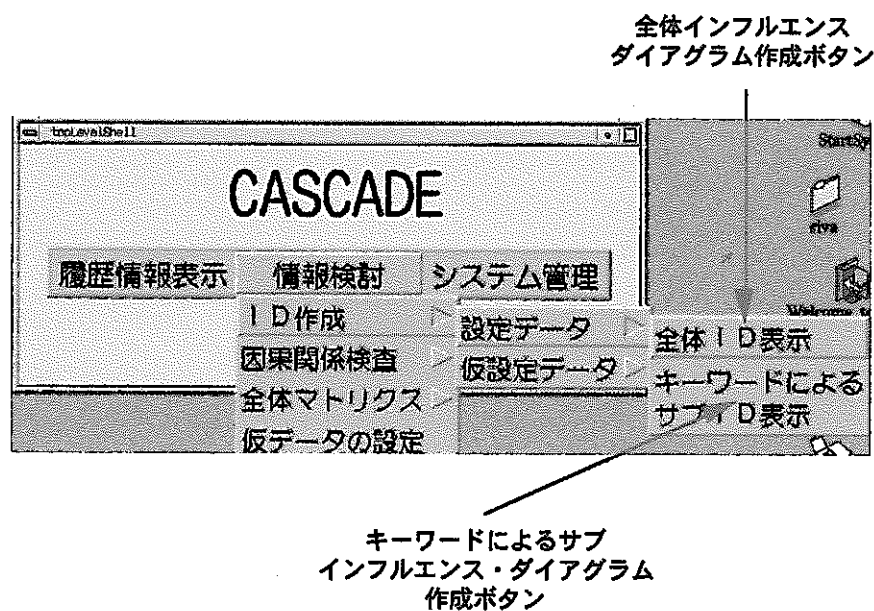 全体インフルエンス
ダイアグラム作成ボタン
topLevelShell
StartSy
CASCADE
riva
履歴情報表示 情報検討 システム管理
Welcome to
ID作成 設定データ 全体ID表示
因果関係検査 仮設定データ キーワードによる
サブID表示
全体マトリクス
仮データの設定
キーワードによるサブ
インフルエンス・ダイアグラム
作成ボタン